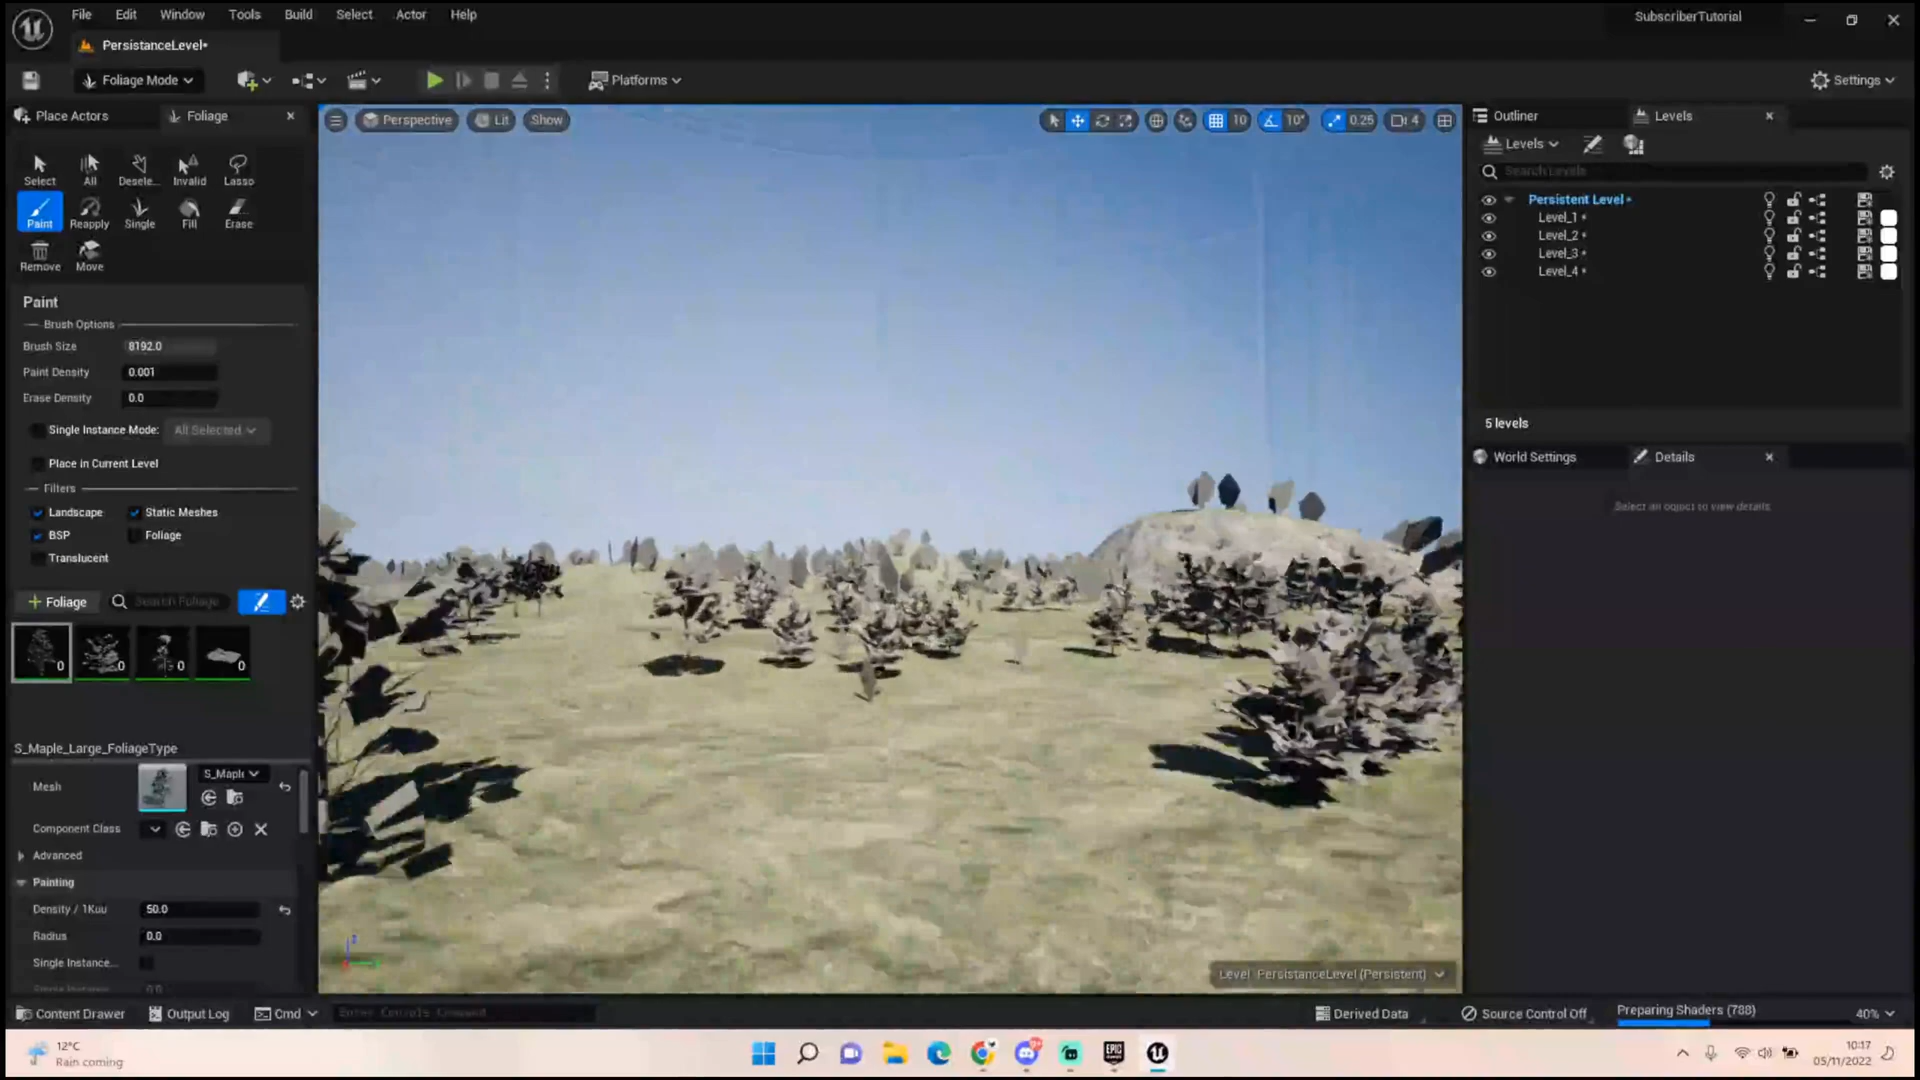 File Edit Window Tools Build Select Actor Help
SubscriberTutorial
PersistanceLevel•
Foliage Mode
Platforms
Settings
Place Actors
Foliage
Perspective
Lit
Show
10
10°
0.25
4
Outliner
Levels
Levels
Search Levels
Select
All
Desele...
Invalid
Lasso
Paint
Reapply
Single
Fill
Erase
Remove
Move
Persistent Level •
Level_1 •
Level_2 •
Level_3 •
Level_4 •
5 levels
World Settings
Details
Select an object to view details
Paint
Brush Options
Brush Size 8192.0
Paint Density 0.001
Erase Density 0.0
Single Instance Mode: All Selected
Place in Current Level
Filters
Landscape
Static Meshes
BSP
Foliage
Translucent
+ Foliage
Search Foliage
0
0
0
0
S_Maple_Large_FoliageType
Mesh
S_Maple
Component Class
Advanced
Painting
Density / 1Kuu 50.0
Radius 0.0
Single Instance...
Level: PersistanceLevel (Persistent)
Content Drawer
Output Log
Cmd
Enter Console Command
Derived Data
Source Control Off
Preparing Shaders (788)
40%
12°C
Rain coming
10:17
05/11/2022